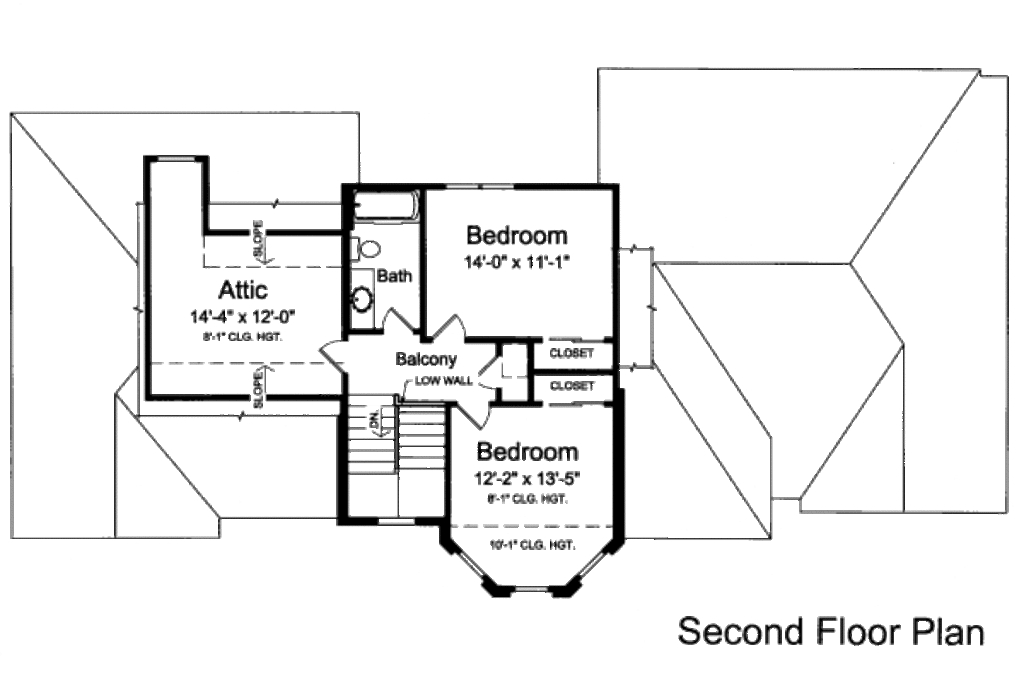 SLOPE
Bedroom
14'-0" x 11'-1"
Bath
Attic
14'-4" x 12'-0"
8'-1" CLG. HGT.
Balcony
CLOSET
LOW WALL
CLOSET
SLOPE
DN.
Bedroom
12'-2" x 13'-5"
8'-1" CLG. HGT.
10'-1" CLG. HGT.
Second Floor Plan